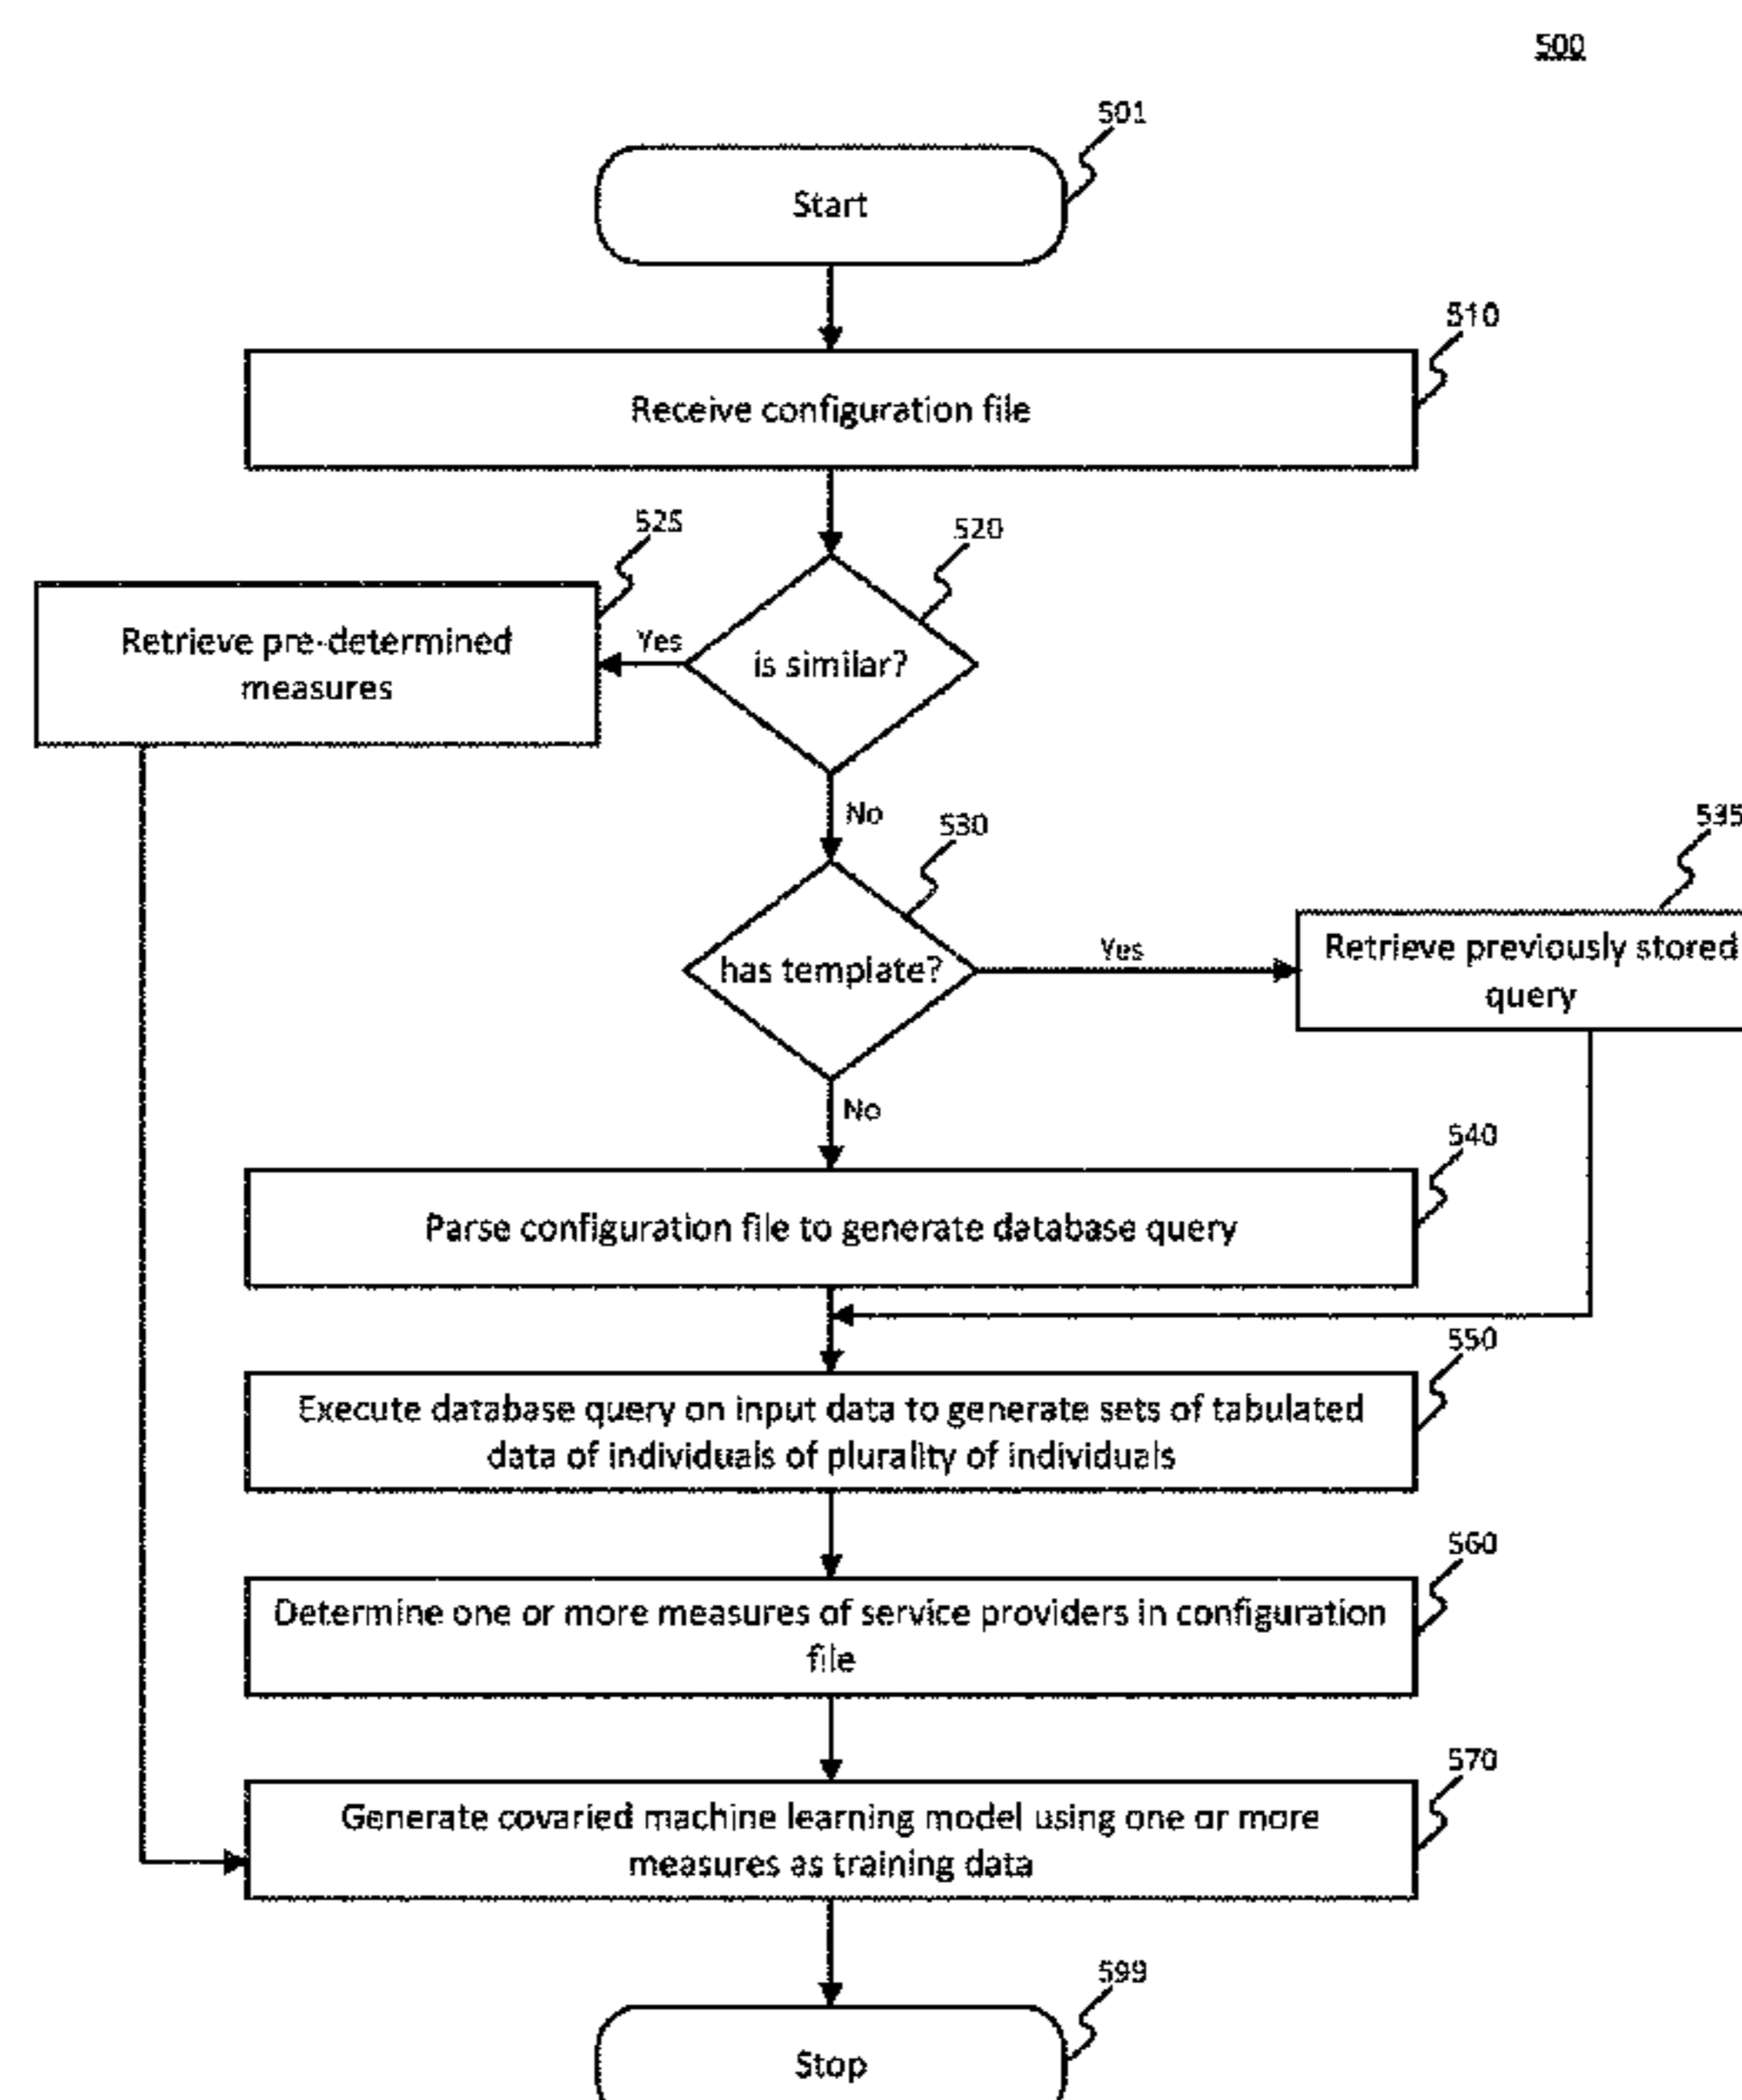 500
501
Start
510
Receive configuration file
525
520
Retrieve pre-determined
measures
Yes
is similar?
No
530
535
has template?
Yes
Retrieve previously stored
query
No
540
Parse configuration file to generate database query
550
Execute database query on input data to generate sets of tabulated
data of individuals of plurality of individuals
560
Determine one or more measures of service providers in configuration
file
570
Generate covaried machine learning model using one or more
measures as training data
599
Stop